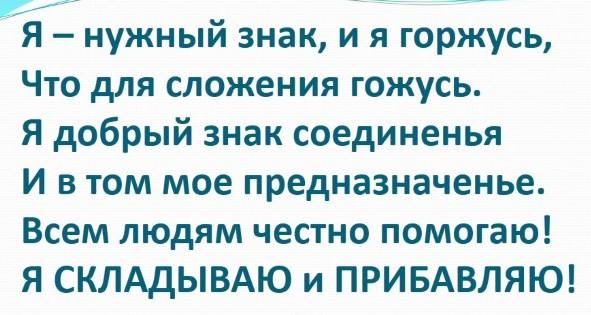 Я – нужный знак, и я горжусь,
Что для сложения гожусь.
Я добрый знак соединенья
И в том мое предназначенье.
Всем людям честно помогаю!
Я СКЛАДЫВАЮ и ПРИБАВЛЯЮ!